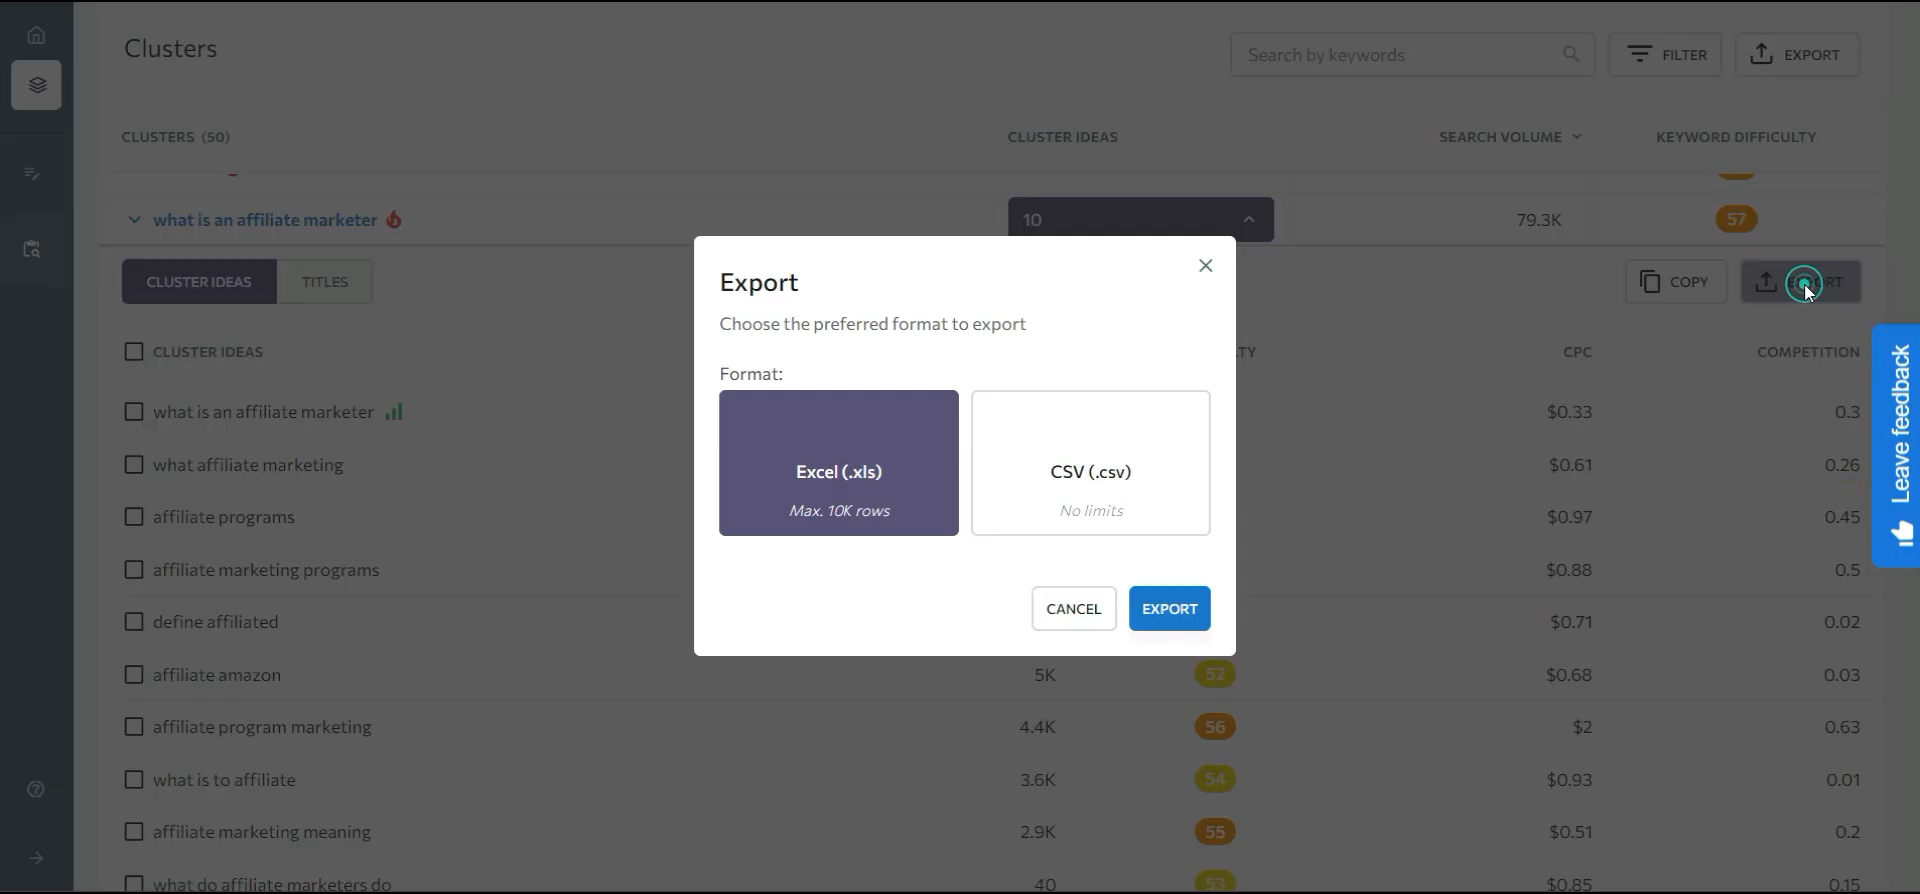 Clusters
Search by keywords
FILTER
EXPORT
CLUSTERS (50)
CLUSTER IDEAS
SEARCH VOLUME
KEYWORD DIFFICULTY
what is an affiliate marketer
10
79.3K
57
CLUSTER IDEAS
TITLES
COPY
Export
Choose the preferred format to export
Format:
Excel (.xls)
Max. 10K rows
CSV (.csv)
No limits
CANCEL
EXPORT
CLUSTER IDEAS
CPC
COMPETITION
what is an affiliate marketer
$0.33
0.3
what affiliate marketing
$0.61
0.26
affiliate programs
$0.97
0.45
affiliate marketing programs
$0.88
0.5
define affiliated
$0.71
0.02
affiliate amazon
5K
52
$0.68
0.03
affiliate program marketing
4.4K
56
$2
0.63
what is to affiliate
3.6K
54
$0.93
0.01
affiliate marketing meaning
2.9K
55
$0.51
0.2
what do affiliate marketers do
40
53
$0.85
0.15
Leave feedback